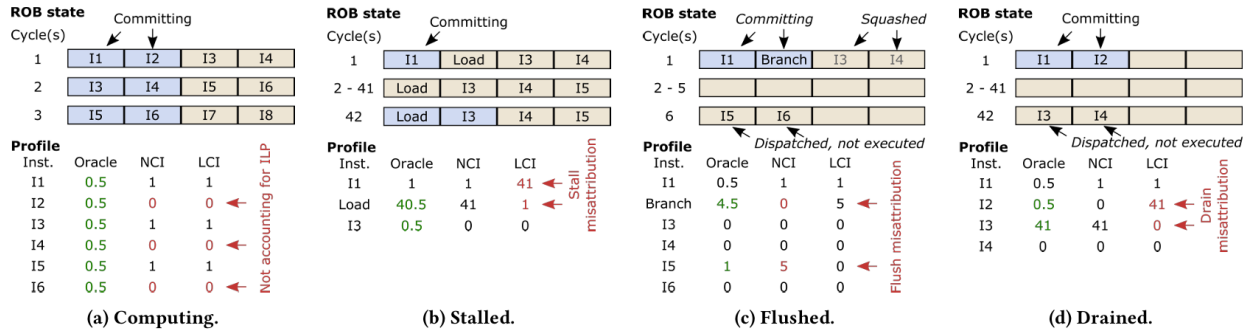 ROB state
Committing
Cycle(s)
1 I1 I2 I3 I4
2 I3 I4 I5 I6
3 I5 I6 I7 I8
Profile
Inst. Oracle NCI LCI
I1 0.5 1 1
I2 0.5 0 0
I3 0.5 1 1
I4 0.5 0 0
I5 0.5 1 1
I6 0.5 0 0
Not accounting for ILP
(a) Computing.
ROB state
Committing
Cycle(s)
1 I1 Load I3 I4
2 - 41 Load I3 I4 I5
42 Load I3 I4 I5
Profile
Inst. Oracle NCI LCI
I1 1 1 41
Load 40.5 41 1
I3 0.5 0 0
Stall
misattribution
(b) Stalled.
ROB state
Committing Squashed
Cycle(s)
1 I1 Branch I3 I4
2 - 5
6 I5 I6
Dispatched, not executed
Profile
Inst. Oracle NCI LCI
I1 0.5 1 1
Branch 4.5 0 5
I3 0 0 0
I4 0 0 0
I5 1 5 0
I6 0 0 0
Flush misattribution
(c) Flushed.
ROB state
Committing
Cycle(s)
1 I1 I2
2 - 41
42 I3 I4
Dispatched, not executed
Profile
Inst. Oracle NCI LCI
I1 0.5 1 1
I2 0.5 0 41
I3 41 41 0
I4 0 0 0
Drain
misattribution
(d) Drained.